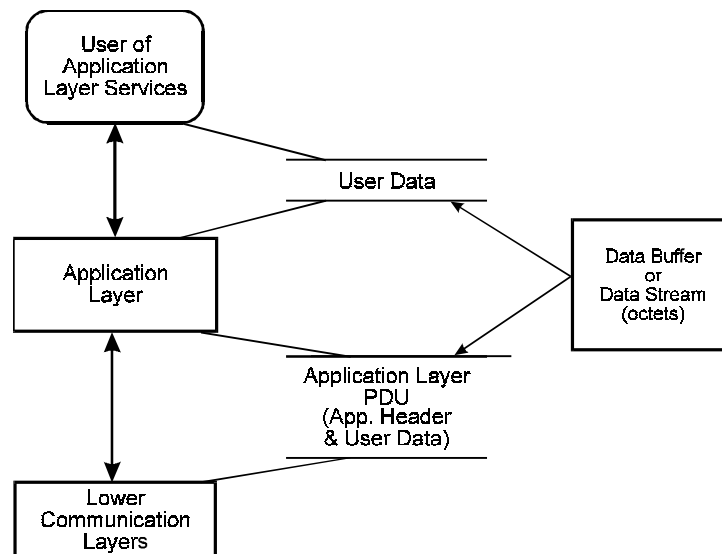 User of
Application
Layer Services
User Data
Application
Layer
Data Buffer
or
Data Stream
(octets)
Application Layer
PDU
(App. Header
& User Data)
Lower
Communication
Layers